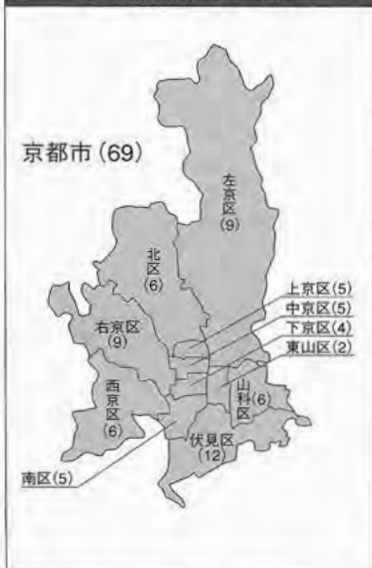 京都市(69)
左京区
(9)
北区
(6)
上京区(5)
中京区(5)
下京区(4)
東山区(2)
右京区
(9)
西京区
(6)
山科区(6)
伏見区
(12)
南区(5)